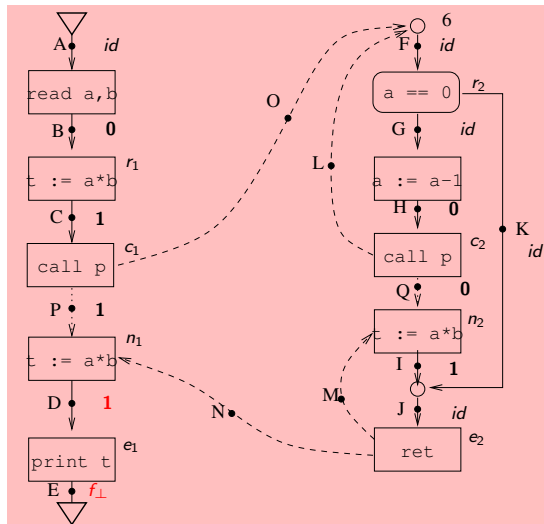 A id
read a,b
B 0
t := a*b r1
C 1
call p c1
P 1
t := a*b n1
D 1
print t e1
E f⊥
O
L
N
M
6
F id
a == 0 r2
G id
a := a-1
H 0
K
id
call p c2
Q 0
t := a*b n2
I 1
J id
ret e2